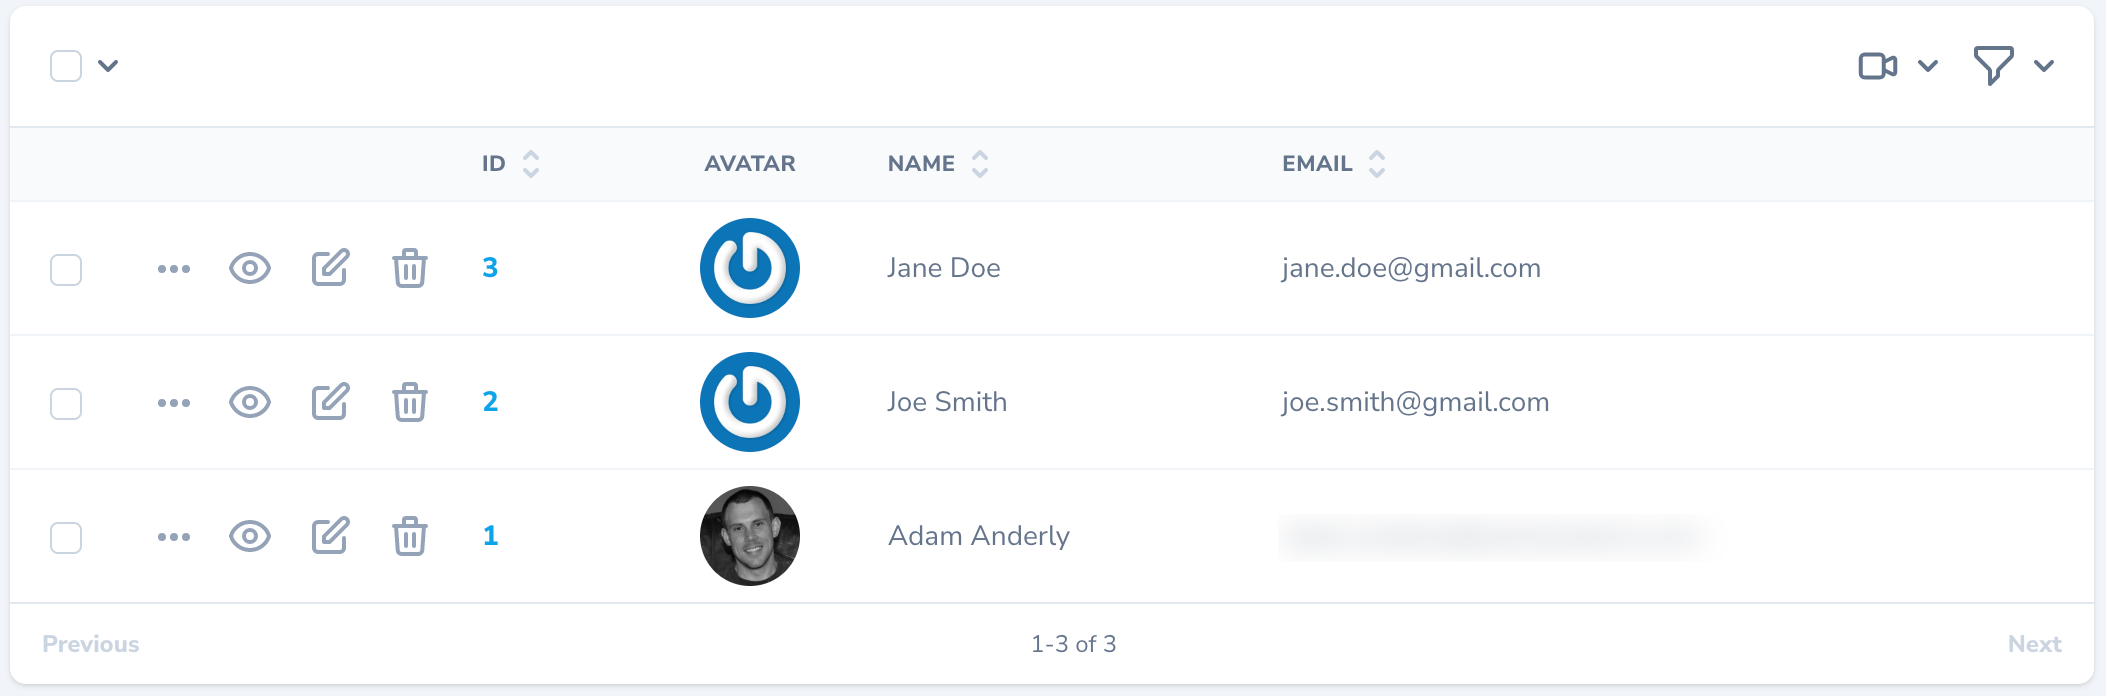 ID AVATAR NAME EMAIL
3 Jane Doe jane.doe@gmail.com
2 Joe Smith joe.smith@gmail.com
1 Adam Anderly
Previous 1-3 of 3 Next